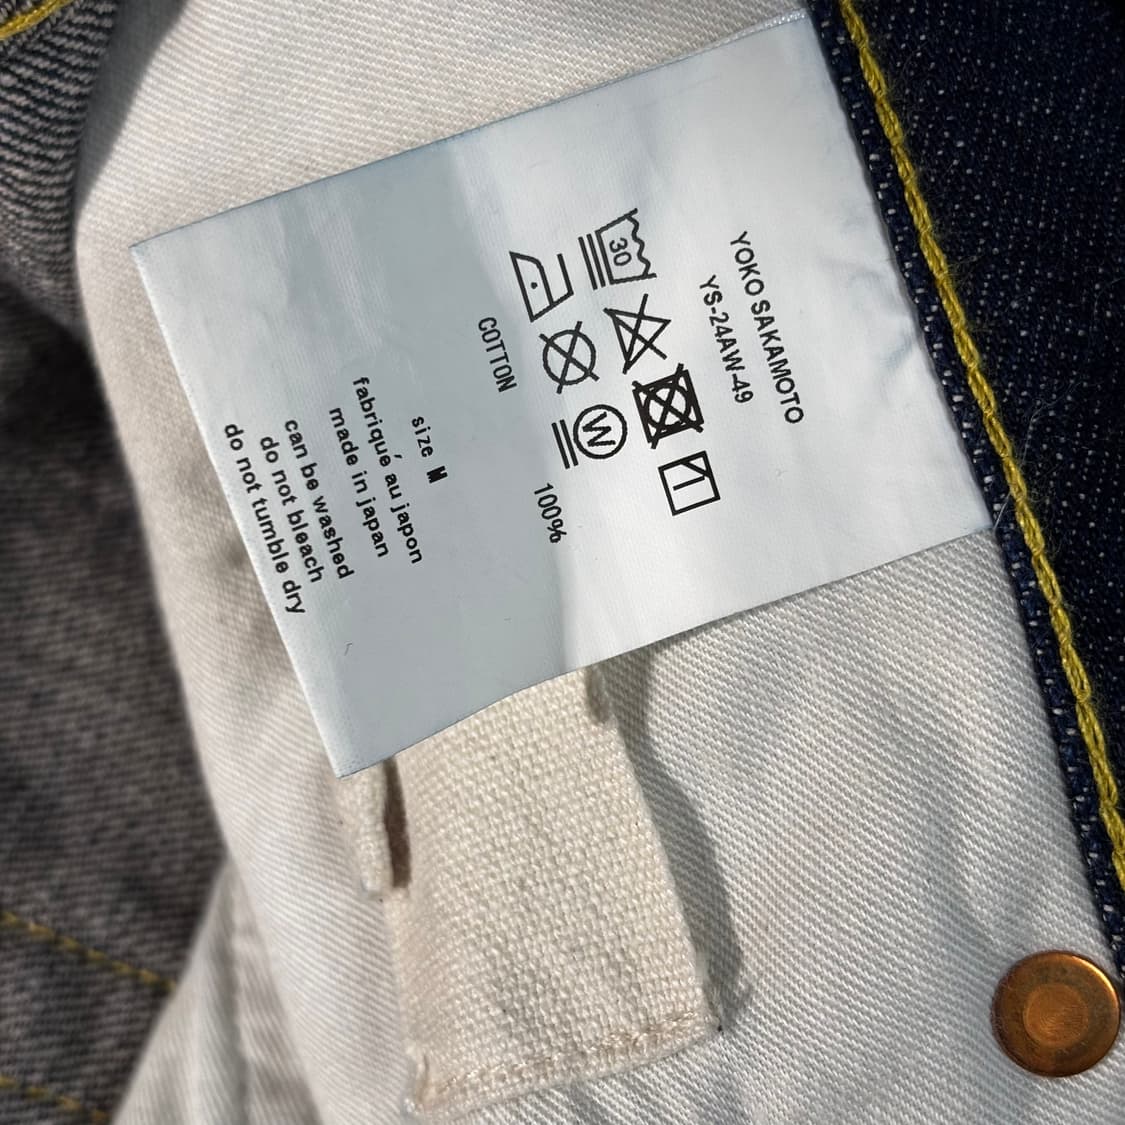 YOKO SAKAMOTO
YS-24AW-49
30
W
COTTON 100%
size M
fabriqué au japon
made in japan
can be washed
do not bleach
do not tumble dry